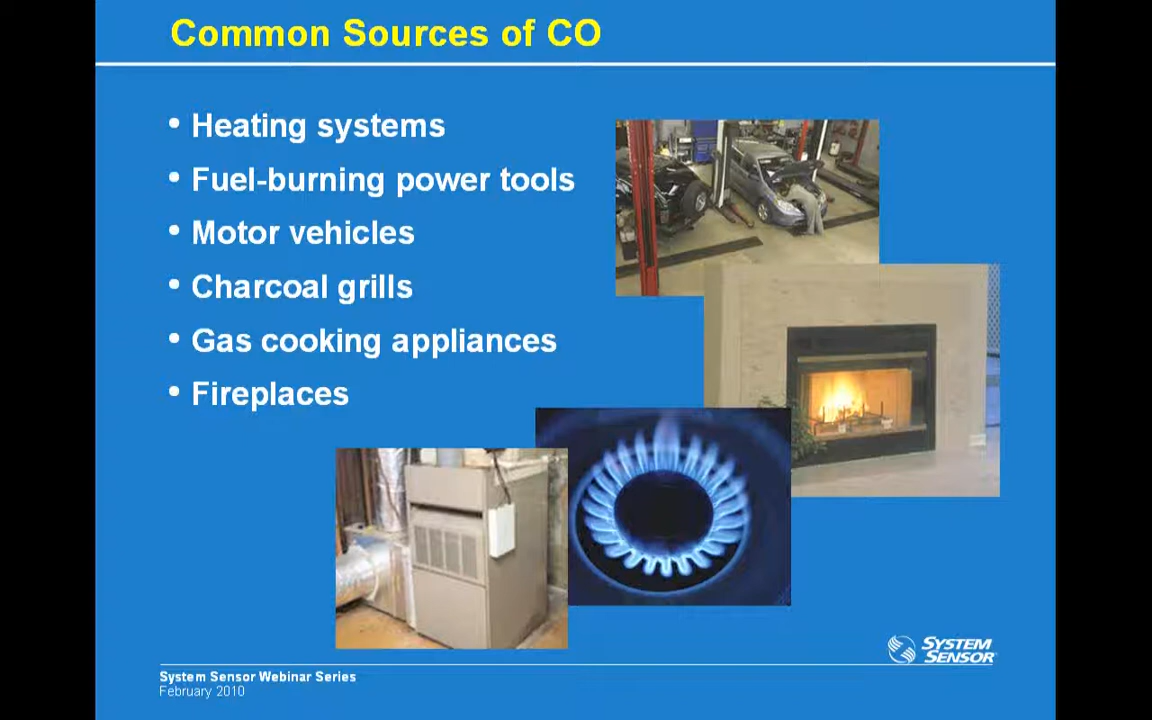 Common Sources of CO
• Heating systems
• Fuel-burning power tools
• Motor vehicles
• Charcoal grills
• Gas cooking appliances
• Fireplaces
SYSTEM
SENSOR
System Sensor Webinar Series
February 2010